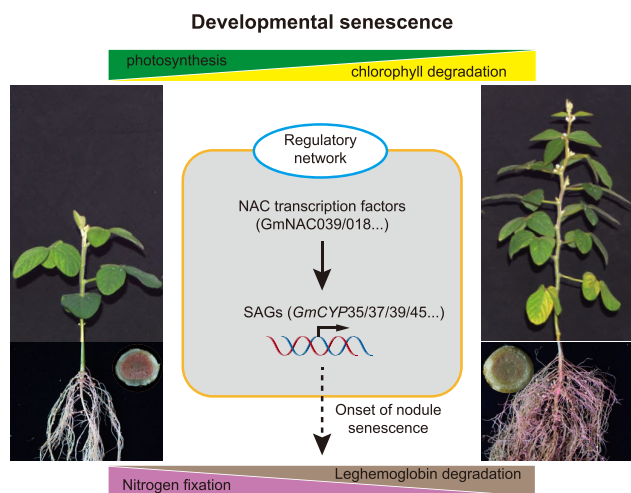 Developmental senescence
photosynthesis
chlorophyll degradation
Regulatory
network
NAC transcription factors
(GmNAC039/018...)
SAGs (GmCYP35/37/39/45...)
Onset of nodule
senescence
Leghemoglobin degradation
Nitrogen fixation